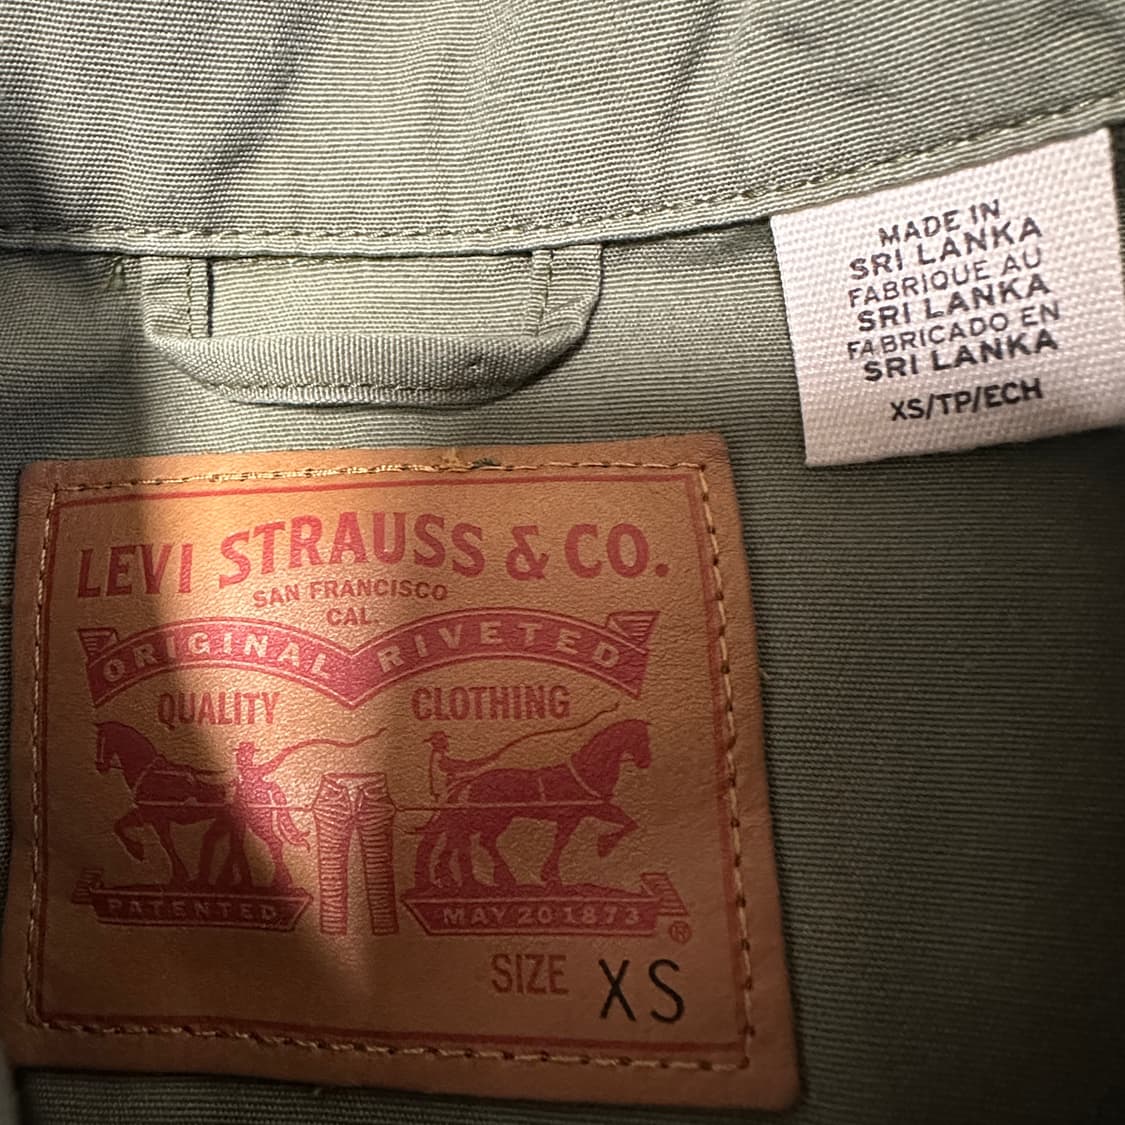 MADE IN
SRI LANKA
FABRIQUE AU
SRI LANKA
FABRICADO EN
SRI LANKA
XS/TP/ECH
LEVI STRAUSS & CO.
SAN FRANCISCO
CAL.
ORIGINAL RIVETED
QUALITY CLOTHING
PATENTED MAY 20 1873 ®
SIZE XS